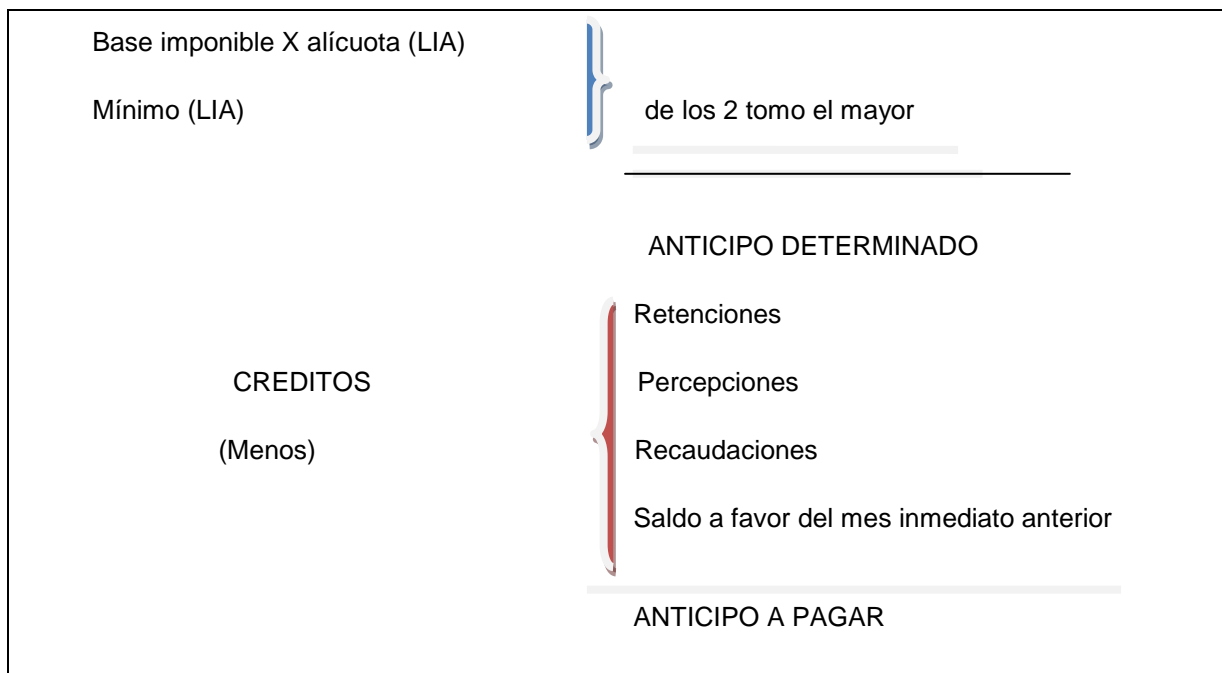 Base imponible X alícuota (LIA)
Mínimo (LIA) de los 2 tomo el mayor
ANTICIPO DETERMINADO
Retenciones
CREDITOS Percepciones
(Menos) Recaudaciones
Saldo a favor del mes inmediato anterior
ANTICIPO A PAGAR